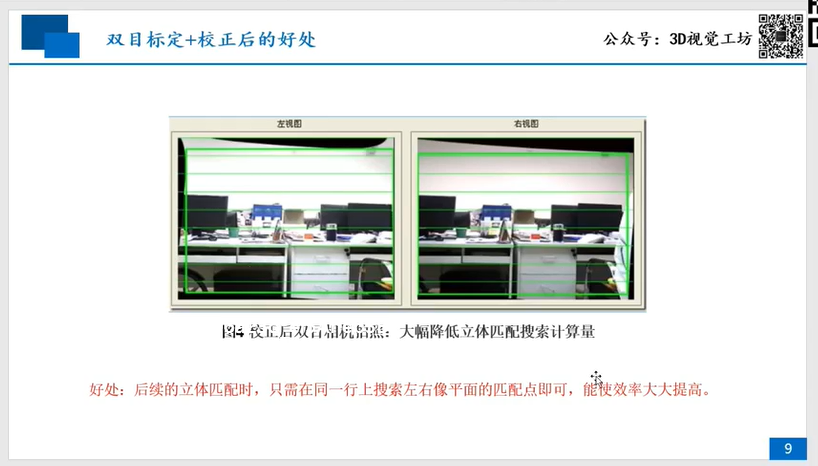 双目标定+校正后的好处
公众号：3D视觉工坊
左视图
右视图
图4 校正后双目相机拍照：大幅降低立体匹配搜索计算量
好处：后续的立体匹配时，只需在同一行上搜索左右像平面的匹配点即可，能使效率大大提高。
9